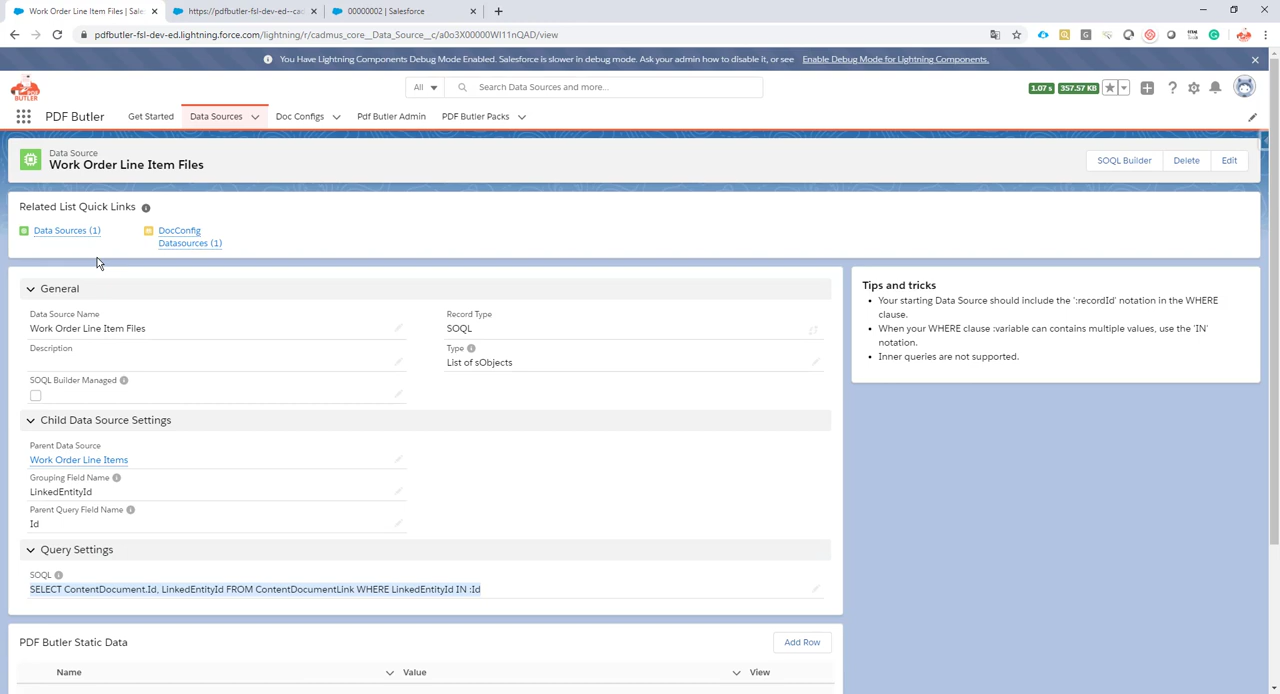 Work Order Line Item Files | Sale
https://pdfbutler-fsl-dev-ed--cad
00000002 | Salesforce
pdfbutler-fsl-dev-ed.lightning.force.com/lightning/r/cadmus_core__Data_Source__c/a0o3X00000WI11nQAD/view
You Have Lightning Components Debug Mode Enabled. Salesforce is slower in debug mode. Ask your admin how to disable it, or see Enable Debug Mode for Lightning Components.
BUTLER
All
Search Data Sources and more...
1.07 s
357.57 KB
PDF Butler
Get Started
Data Sources
Doc Configs
Pdf Butler Admin
PDF Butler Packs
Data Source
Work Order Line Item Files
SOQL Builder
Delete
Edit
Related List Quick Links
Data Sources (1)
DocConfig
Datasources (1)
General
Data Source Name
Work Order Line Item Files
Record Type
SOQL
Description
Type
List of sObjects
SOQL Builder Managed
Child Data Source Settings
Parent Data Source
Work Order Line Items
Grouping Field Name
LinkedEntityId
Parent Query Field Name
Id
Query Settings
SOQL
SELECT ContentDocument.Id, LinkedEntityId FROM ContentDocumentLink WHERE LinkedEntityId IN :Id
PDF Butler Static Data
Add Row
Name
Value
View
Tips and tricks
• Your starting Data Source should include the ':recordId' notation in the WHERE
clause.
• When your WHERE clause :variable can contains multiple values, use the 'IN'
notation.
• Inner queries are not supported.